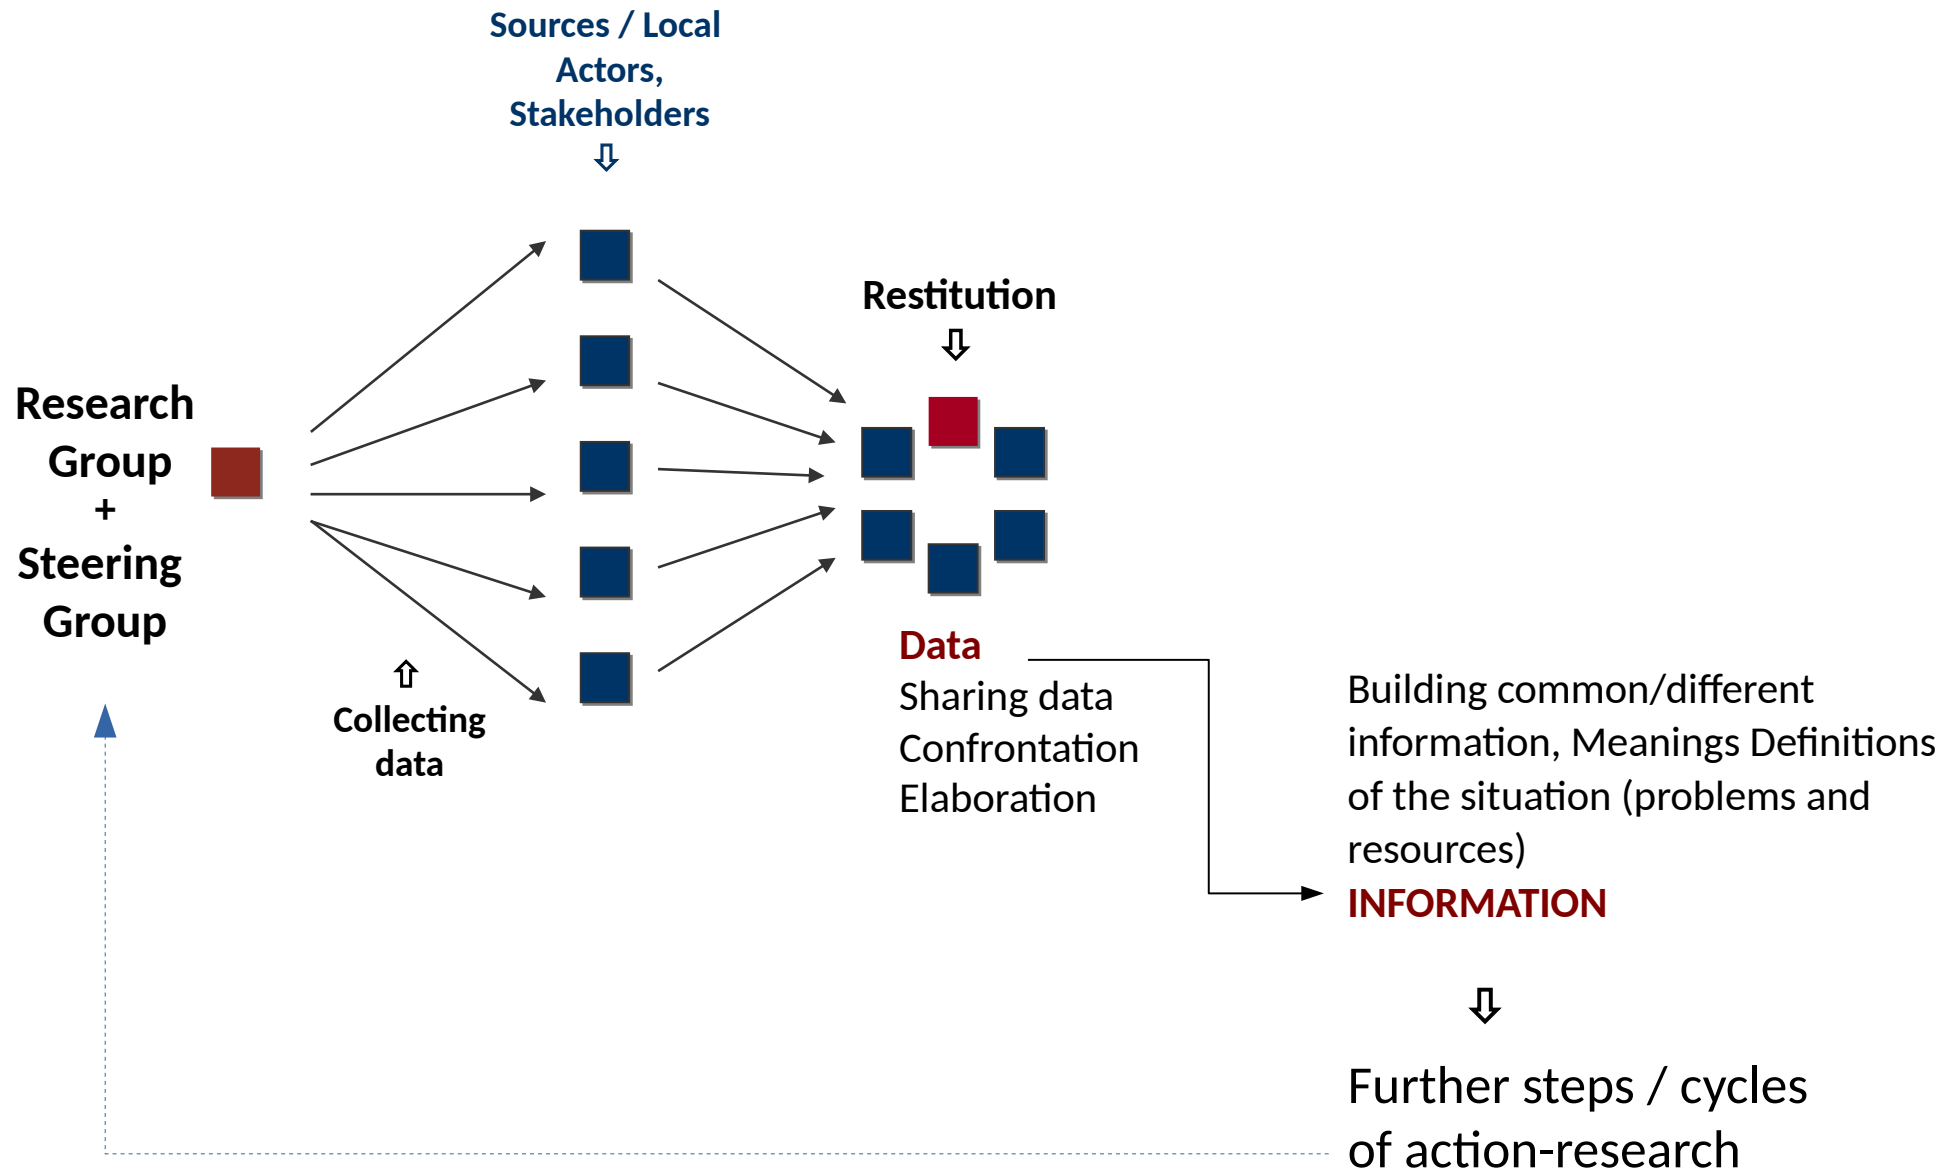 Sources / Local
Actors,
Stakeholders
Restitution
Research
Group
+
Steering
Group
Collecting
data
Data
Sharing data
Confrontation
Elaboration
Building common/different
information, Meanings Definitions
of the situation (problems and
resources)
INFORMATION
Further steps / cycles
of action-research